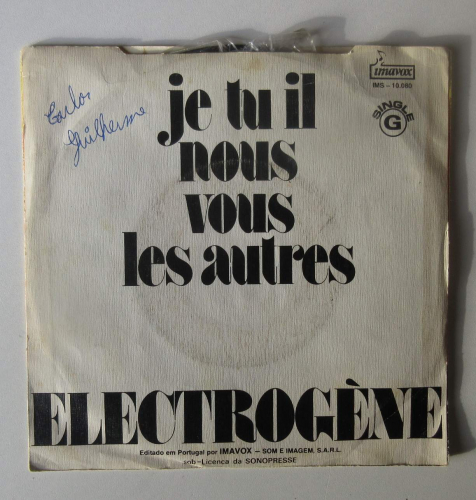 Carlos
Guilherme
imavox
IMS – 10.080
SINGLE
G
je tu il
nous
vous
les autres
ELECTROGÈNE
Editado em Portugal por IMAVOX – SOM E IMAGEM, S.A.R.L.
sob-Licença da SONOPRESSE